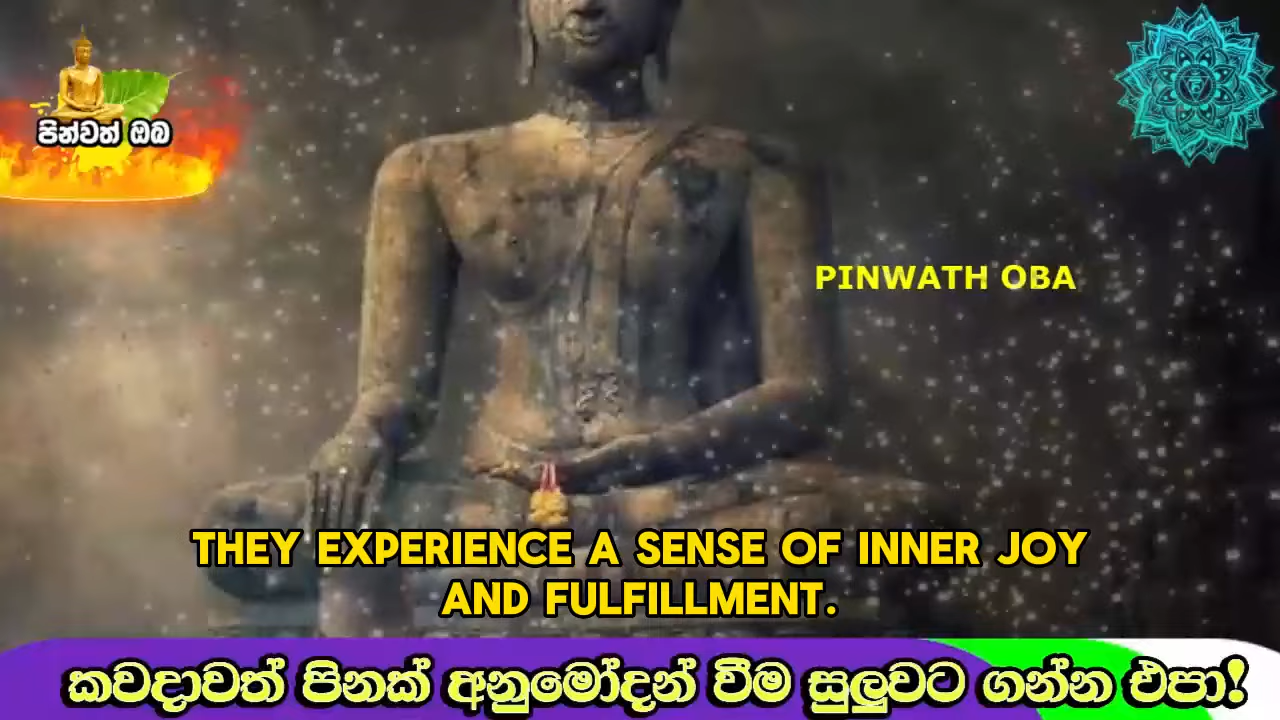 පින්වත් ඔබ
PINWATH OBA
THEY EXPERIENCE A SENSE OF INNER JOY
AND FULFILLMENT.
කවදාවත් පිනක් අනුමෝදන් වීම සුලුවට ගන්න එපා!